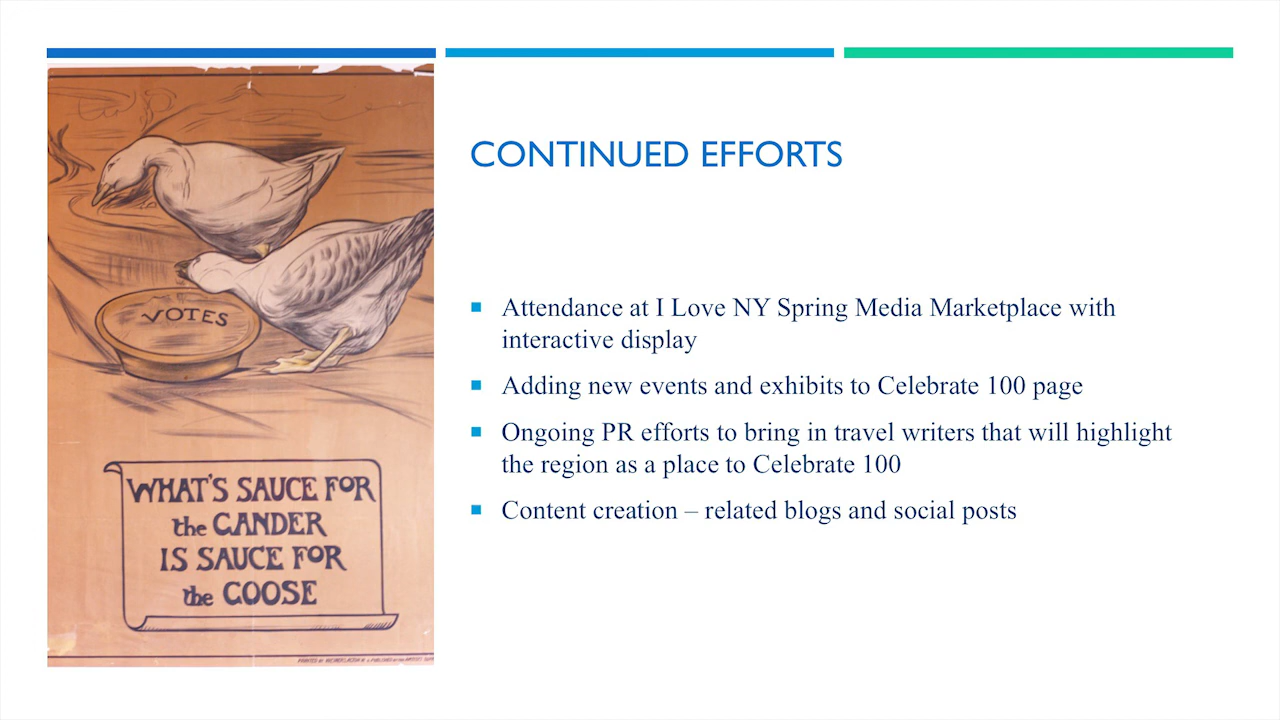 CONTINUED EFFORTS
Attendance at I Love NY Spring Media Marketplace with
interactive display
Adding new events and exhibits to Celebrate 100 page
Ongoing PR efforts to bring in travel writers that will highlight
the region as a place to Celebrate 100
Content creation – related blogs and social posts
VOTES
WHAT'S SAUCE FOR
the GANDER
IS SAUCE FOR
the GOOSE